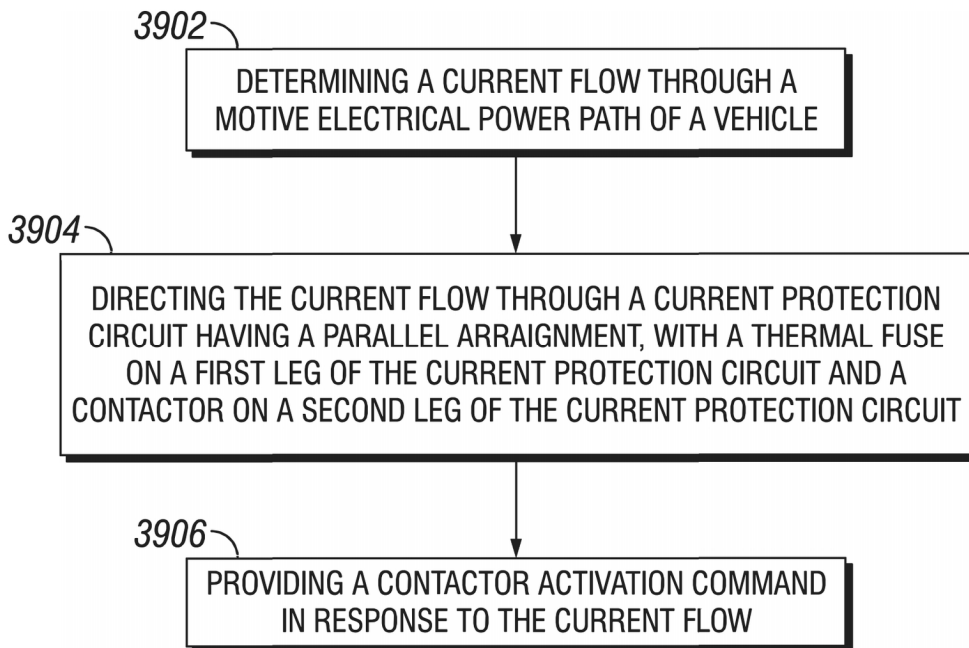 3902
DETERMINING A CURRENT FLOW THROUGH A
MOTIVE ELECTRICAL POWER PATH OF A VEHICLE
3904
DIRECTING THE CURRENT FLOW THROUGH A CURRENT PROTECTION
CIRCUIT HAVING A PARALLEL ARRAIGNMENT, WITH A THERMAL FUSE
ON A FIRST LEG OF THE CURRENT PROTECTION CIRCUIT AND A
CONTACTOR ON A SECOND LEG OF THE CURRENT PROTECTION CIRCUIT
3906
PROVIDING A CONTACTOR ACTIVATION COMMAND
IN RESPONSE TO THE CURRENT FLOW